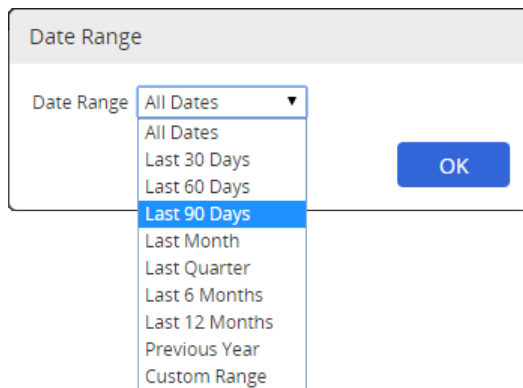 Date Range
Date Range All Dates
All Dates
Last 30 Days
Last 60 Days
OK
Last 90 Days
Last Month
Last Quarter
Last 6 Months
Last 12 Months
Previous Year
Custom Range